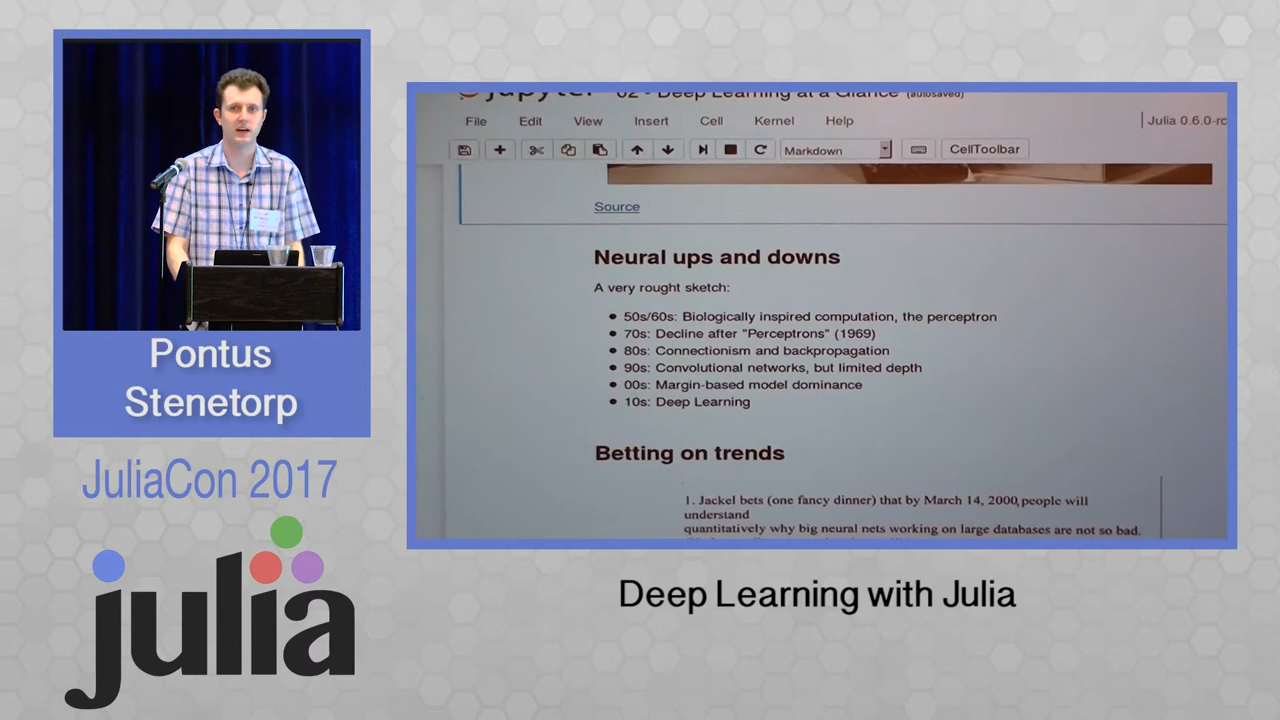 Pontus
Stenetorp
JuliaCon 2017
julia
jupyter 02 - Deep Learning at a Glance (autosaved)
File Edit View Insert Cell Kernel Help Julia 0.6.0-rc
Markdown CellToolbar
Source
Neural ups and downs
A very rought sketch:
50s/60s: Biologically inspired computation, the perceptron
70s: Decline after "Perceptrons" (1969)
80s: Connectionism and backpropagation
90s: Convolutional networks, but limited depth
00s: Margin-based model dominance
10s: Deep Learning
Betting on trends
1. Jackel bets (one fancy dinner) that by March 14, 2000, people will
understand
quantitatively why big neural nets working on large databases are not so bad.
Deep Learning with Julia